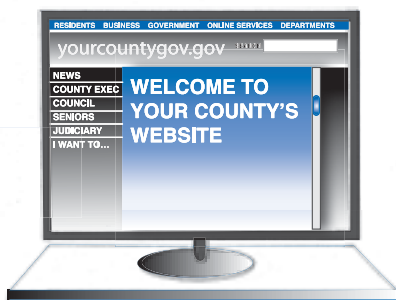 RESIDENTS BUSINESS GOVERNMENT ONLINE SERVICES DEPARTMENTS
yourcountygov.gov
NEWS
COUNTY EXEC
COUNCIL
SENIORS
JUDICIARY
I WANT TO...
WELCOME TO
YOUR COUNTY'S
WEBSITE